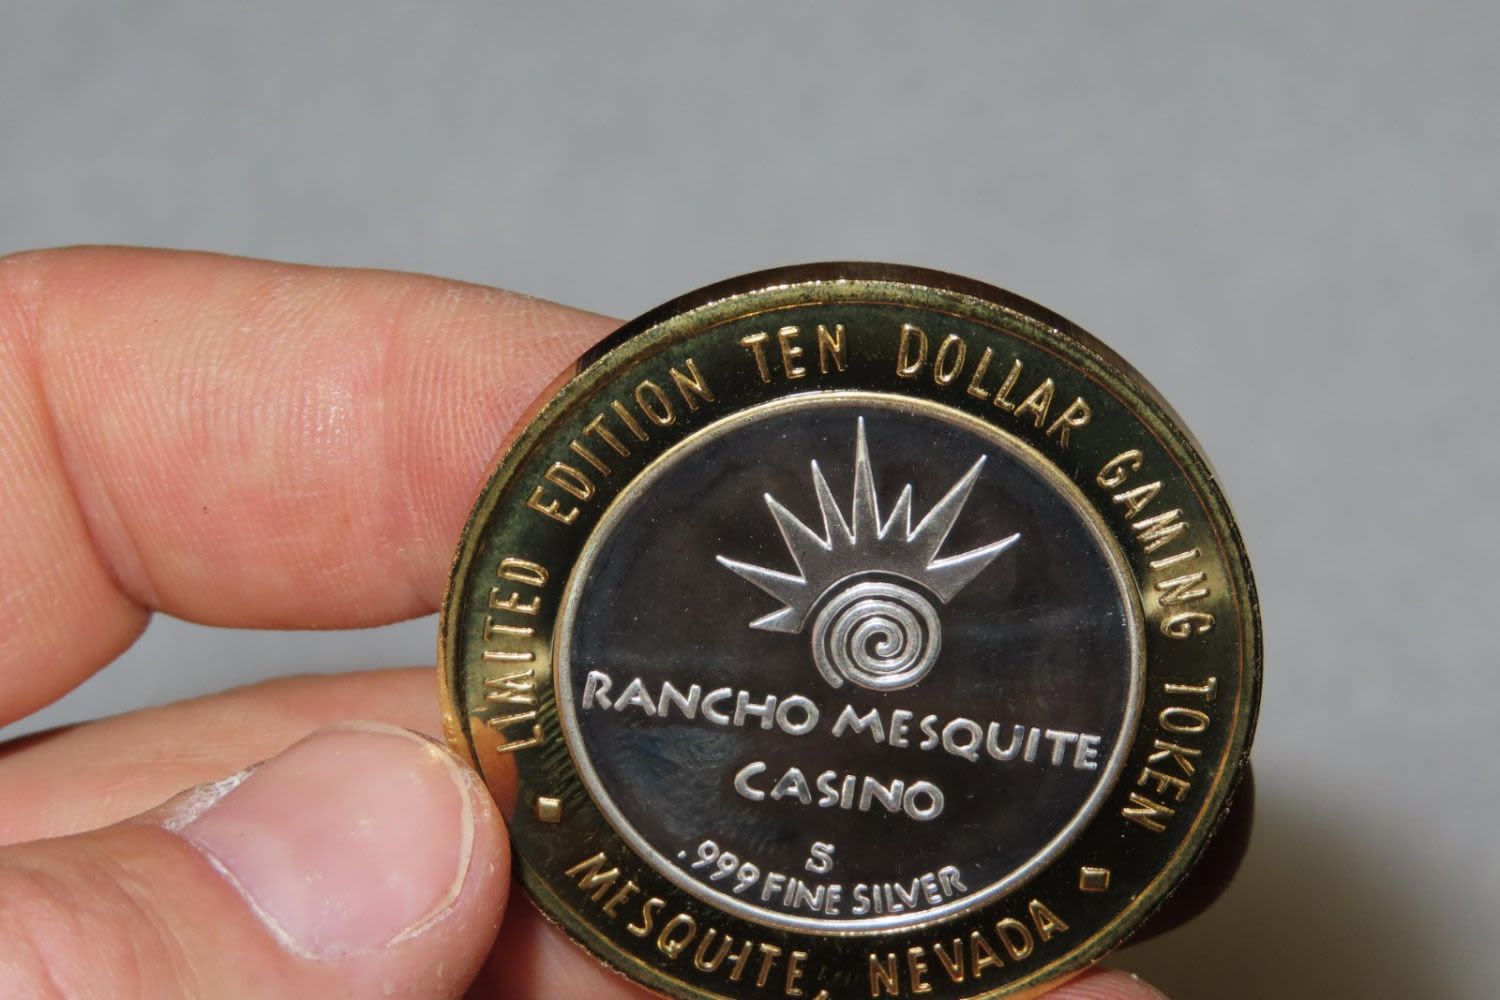 LIMITED EDITION TEN DOLLAR GAMING TOKEN
RANCHO MESQUITE
CASINO
S
.999 FINE SILVER
MESQUITE, NEVADA